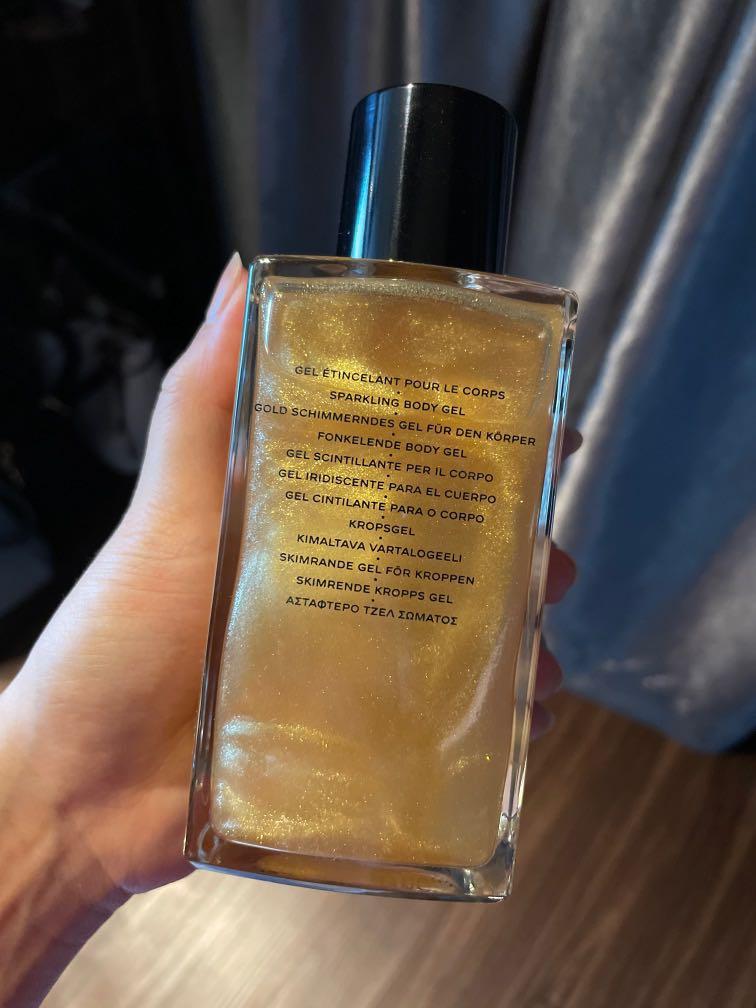 GEL ÉTINCELANT POUR LE CORPS
SPARKLING BODY GEL
GOLD SCHIMMERNDES GEL FÜR DEN KÖRPER
FONKELENDE BODY GEL
GEL SCINTILLANTE PER IL CORPO
GEL IRIDISCENTE PARA EL CUERPO
GEL CINTILANTE PARA O CORPO
KROPSGEL
KIMALTAVA VARTALOGEELI
SKIMRANDE GEL FÖR KROPPEN
SKIMRENDE KROPPS GEL
ΑΣΤΑΦΤΕΡΟ ΤΖΕΛ ΣΩΜΑΤΟΣ